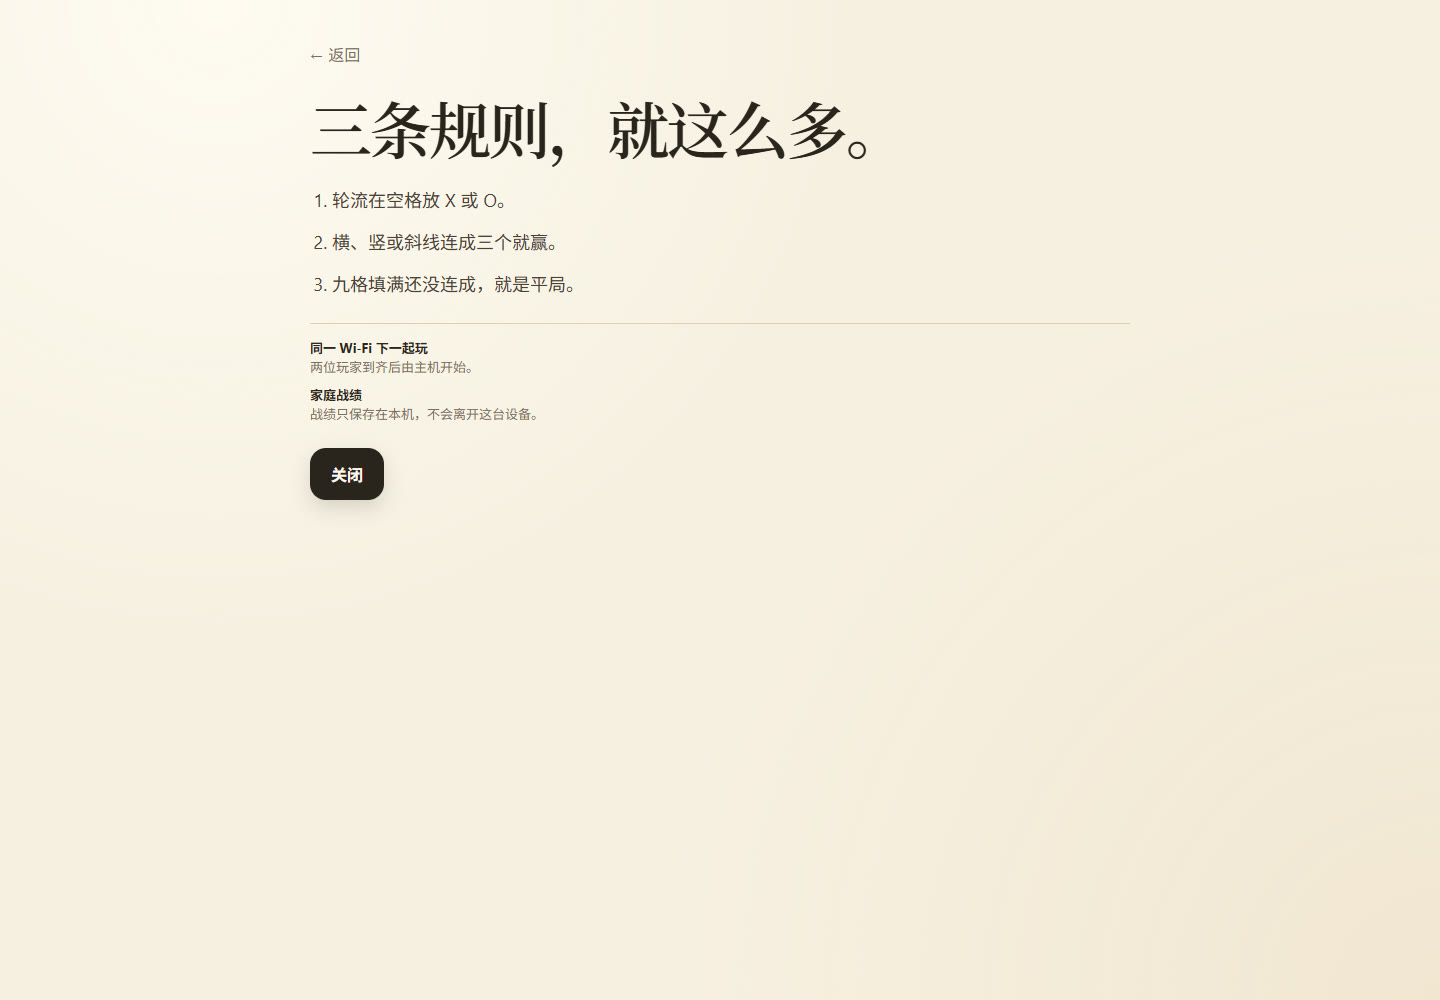 ← 返回
三条规则，就这么多。
1. 轮流在空格放 X 或 O。
2. 横、竖或斜线连成三个就赢。
3. 九格填满还没连成，就是平局。
同一 Wi-Fi 下一起玩
两位玩家到齐后由主机开始。
家庭战绩
战绩只保存在本机，不会离开这台设备。
关闭